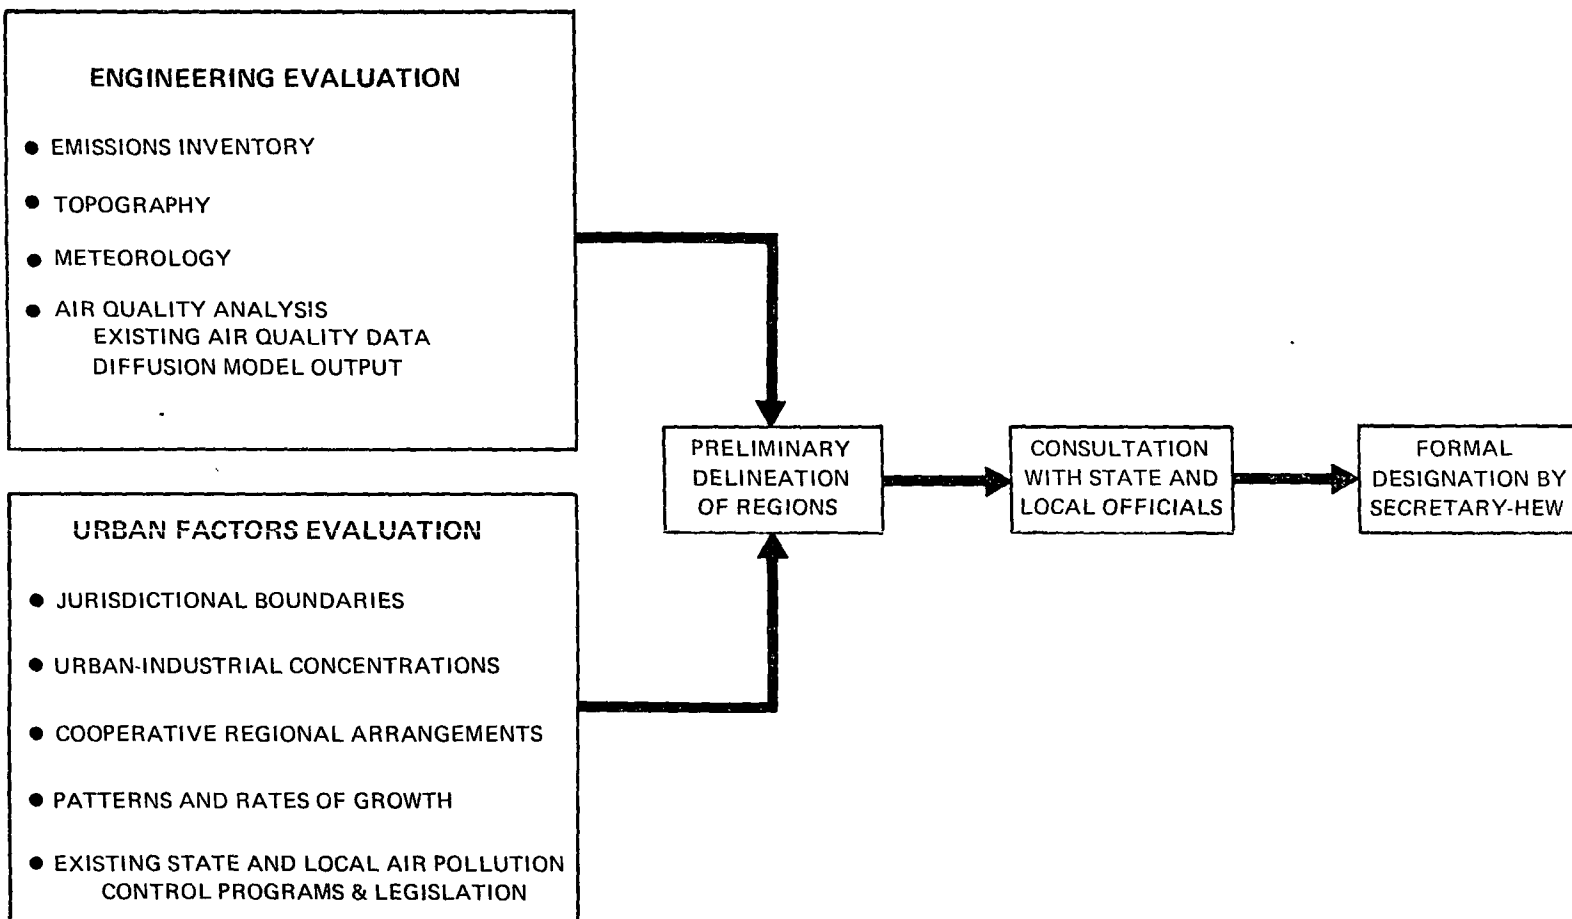 ENGINEERING EVALUATION
● EMISSIONS INVENTORY
● TOPOGRAPHY
● METEOROLOGY
● AIR QUALITY ANALYSIS
EXISTING AIR QUALITY DATA
DIFFUSION MODEL OUTPUT
URBAN FACTORS EVALUATION
● JURISDICTIONAL BOUNDARIES
● URBAN-INDUSTRIAL CONCENTRATIONS
● COOPERATIVE REGIONAL ARRANGEMENTS
● PATTERNS AND RATES OF GROWTH
● EXISTING STATE AND LOCAL AIR POLLUTION
CONTROL PROGRAMS & LEGISLATION
PRELIMINARY
DELINEATION
OF REGIONS
CONSULTATION
WITH STATE AND
LOCAL OFFICIALS
FORMAL
DESIGNATION BY
SECRETARY-HEW